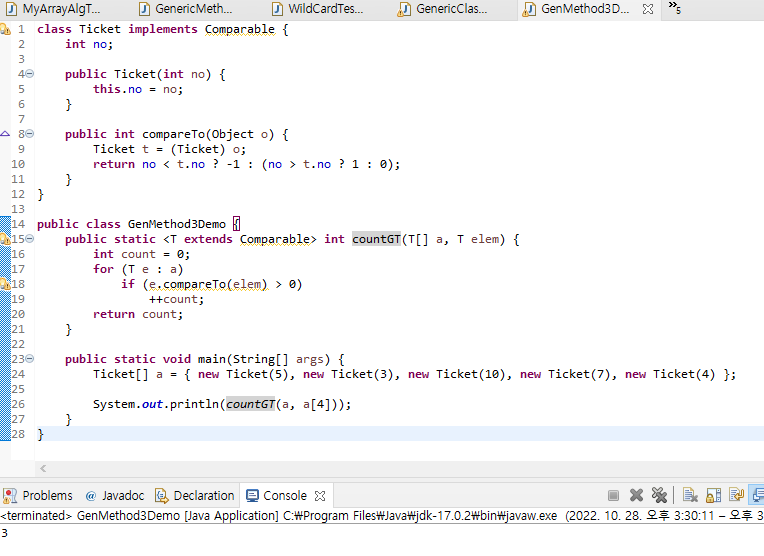 MyArrayAlgT... GenericMeth... WildCardTes... GenericClas... GenMethod3D... »5
1 class Ticket implements Comparable {
2 int no;
3
4 public Ticket(int no) {
5 this.no = no;
6 }
7
8 public int compareTo(Object o) {
9 Ticket t = (Ticket) o;
10 return no < t.no ? -1 : (no > t.no ? 1 : 0);
11 }
12 }
13
14 public class GenMethod3Demo {
15 public static <T extends Comparable> int countGT(T[] a, T elem) {
16 int count = 0;
17 for (T e : a)
18 if (e.compareTo(elem) > 0)
19 ++count;
20 return count;
21 }
22
23 public static void main(String[] args) {
24 Ticket[] a = { new Ticket(5), new Ticket(3), new Ticket(10), new Ticket(7), new Ticket(4) };
25
26 System.out.println(countGT(a, a[4]));
27 }
28 }
Problems @ Javadoc Declaration Console
<terminated> GenMethod3Demo [Java Application] C:₩Program Files₩Java₩jdk-17.0.2₩bin₩javaw.exe (2022. 10. 28. 오후 3:30:11 – 오후 3
3